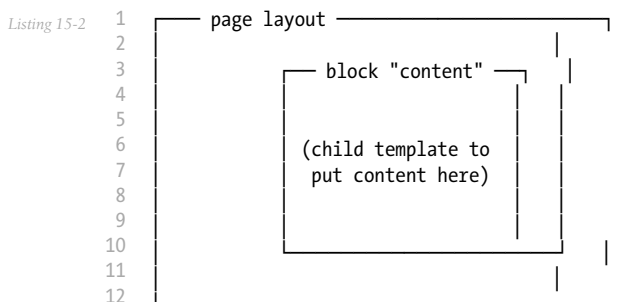 Listing 15-2
1 page layout
2
3 block "content"
4
5
6 (child template to
7 put content here)
8
9
10
11
12